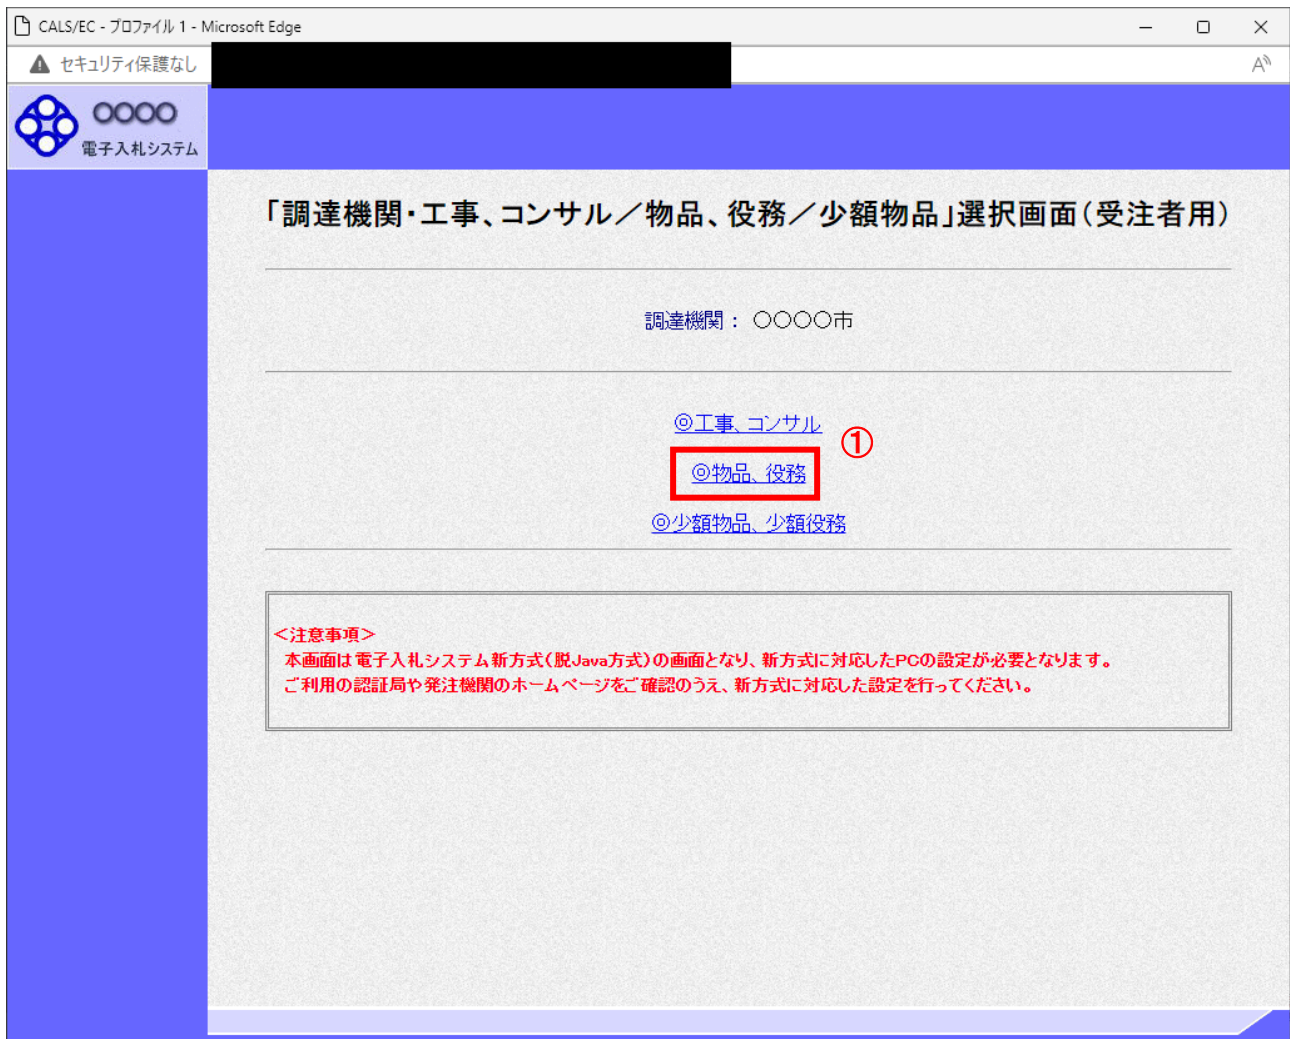 CALS/EC - プロファイル 1 - Microsoft Edge
セキュリティ保護なし
〇〇〇〇
電子入札システム
「調達機関・工事、コンサル／物品、役務／少額物品」選択画面(受注者用)
調達機関： 〇〇〇〇市
◎工事、コンサル
①
◎物品、役務
◎少額物品、少額役務
＜注意事項＞
本画面は電子入札システム新方式(脱Java方式)の画面となり、新方式に対応したPCの設定が必要となります。
ご利用の認証局や発注機関のホームページをご確認のうえ、新方式に対応した設定を行ってください。